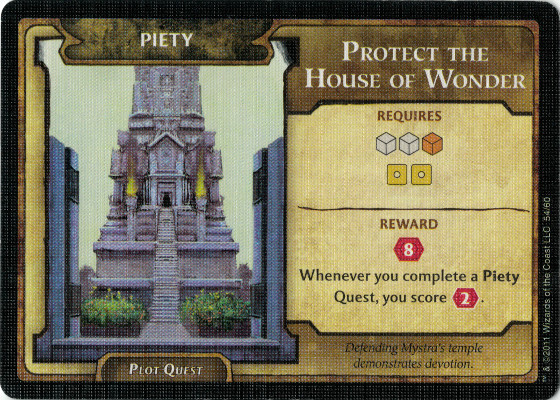 PIETY
PROTECT THE
HOUSE OF WONDER
REQUIRES
REWARD
8
Whenever you complete a Piety
Quest, you score 2.
Defending Mystra's temple
demonstrates devotion.
PLOT QUEST
™ & ©2011 Wizards of the Coast LLC 54/60